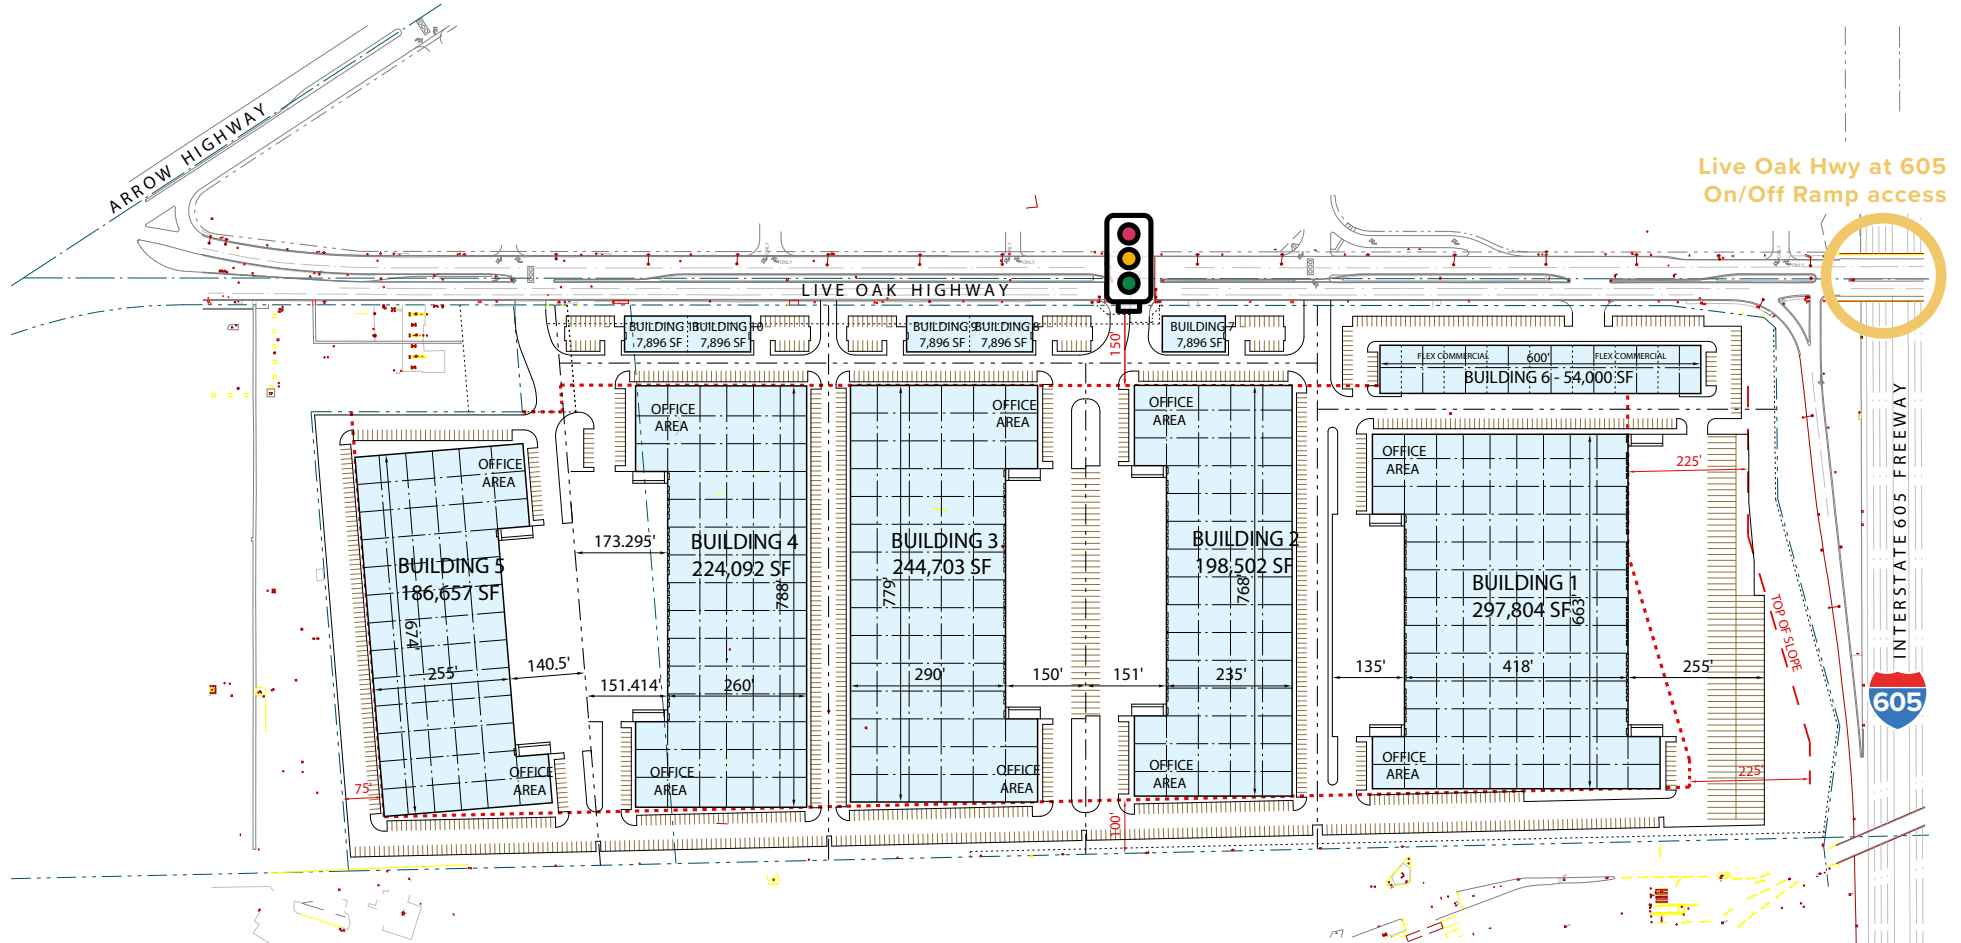 ARROW HIGHWAY
Live Oak Hwy at 605
On/Off Ramp access
LIVE OAK HIGHWAY
ONLY
ONLY
ONLY
BUILDING
BUILDING 10
7,896 SF
7,896 SF
BUILDING 9
BUILDING 8
7,896 SF
7,896 SF
BUILDING 7
7,896 SF
150'
FLEX COMMERCIAL
600'
FLEX COMMERCIAL
BUILDING 6 - 54,000 SF
OFFICE
AREA
OFFICE
AREA
OFFICE
AREA
OFFICE
AREA
OFFICE
AREA
225'
INTERSTATE 605 FREEWAY
BUILDING 5
186,657 SF
674'
255'
173.295'
140.5'
151.414'
BUILDING 4
224,092 SF
788'
260'
BUILDING 3
244,703 SF
779'
290'
150'
151'
BUILDING 2
198,502 SF
768'
235'
135'
BUILDING 1
297,804 SF
663'
418'
255'
TOP OF SLOPE
605
75'
OFFICE
AREA
OFFICE
AREA
OFFICE
AREA
OFFICE
AREA
OFFICE
AREA
225'
100'